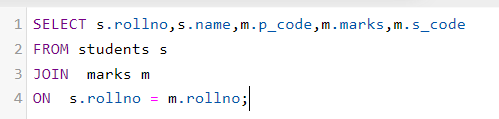 1 SELECT s.rollno,s.name,m.p_code,m.marks,m.s_code
2 FROM students s
3 JOIN  marks m
4 ON  s.rollno = m.rollno;